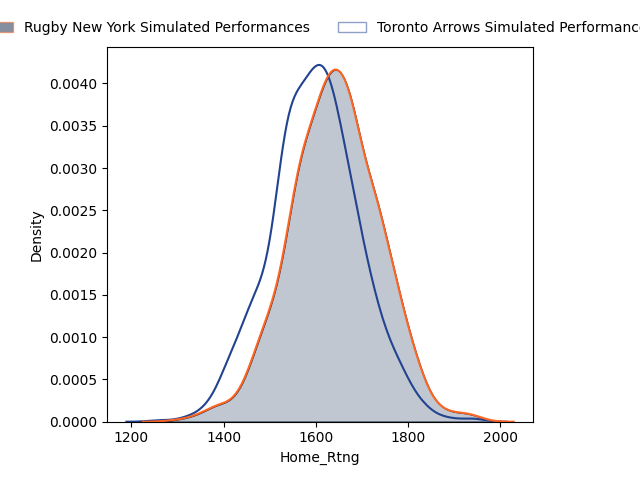 Rugby New York Simulated Performances
Toronto Arrows Simulated
0.0040
0.0035
0.0030
0.0025
0.0020
0.0015
0.0010
0.0005
0.0000
Density
1200 1400 1600 1800 2000
Home_Rtng